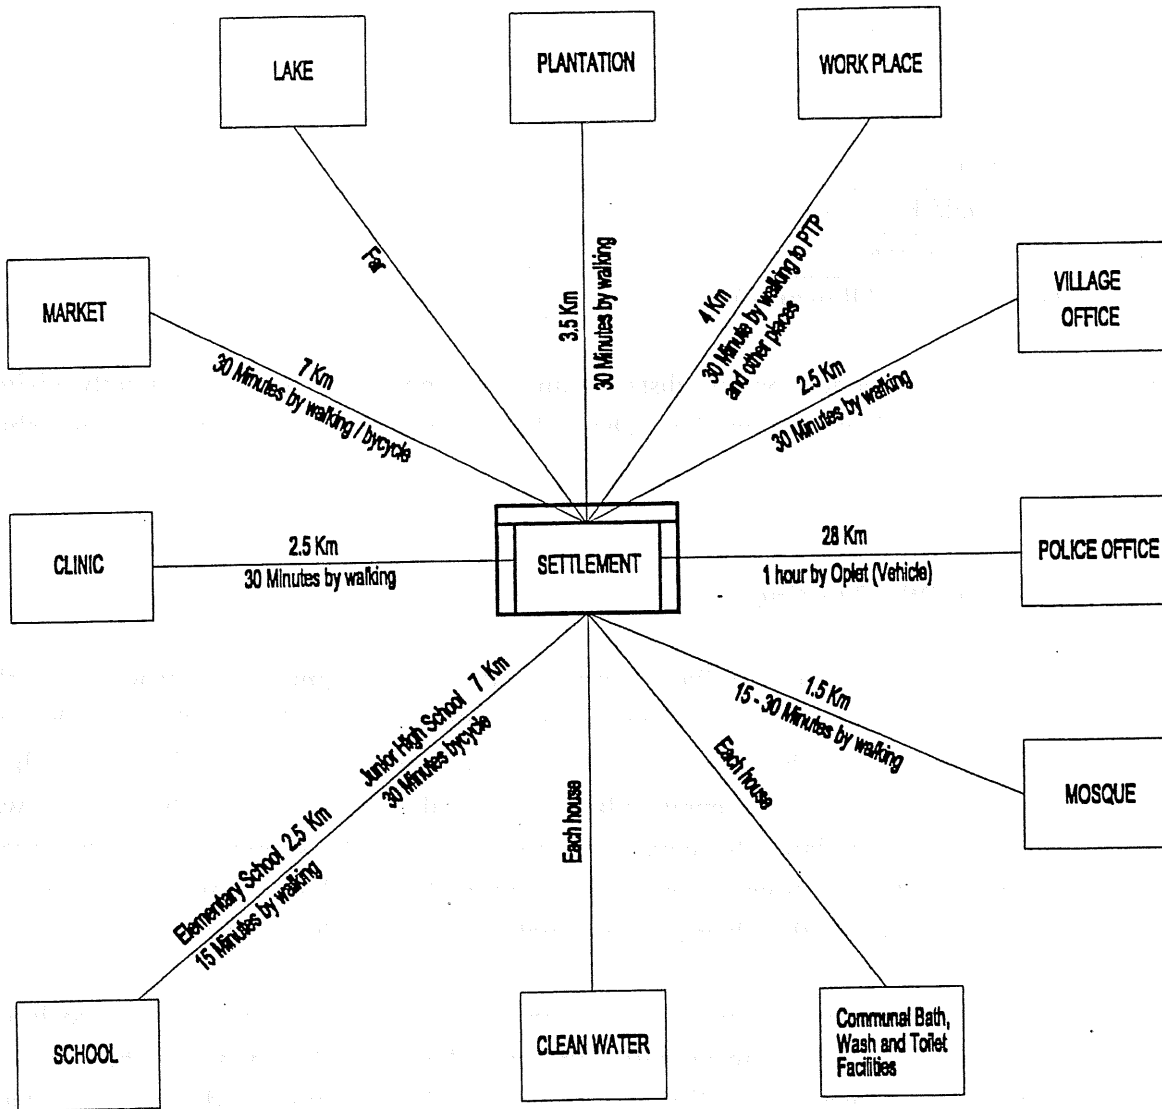 LAKE
PLANTATION
WORK PLACE
Far
3.5 Km
30 Minutes by walking
4 Km
30 Minute by walking to PTP
and other places
MARKET
7 Km
30 Minutes by walking / bycycle
VILLAGE
OFFICE
2.5 Km
30 Minutes by walking
CLINIC
2.5 Km
30 Minutes by walking
SETTLEMENT
28 Km
1 hour by Oplet (Vehicle)
POLICE OFFICE
Junior High School 7 Km
30 Minutes bycycle
Elementary School 2.5 Km
15 Minutes by walking
SCHOOL
Each house
CLEAN WATER
Each house
Communal Bath,
Wash and Toilet
Facilities
1.5 Km
15 - 30 Minutes by walking
MOSQUE